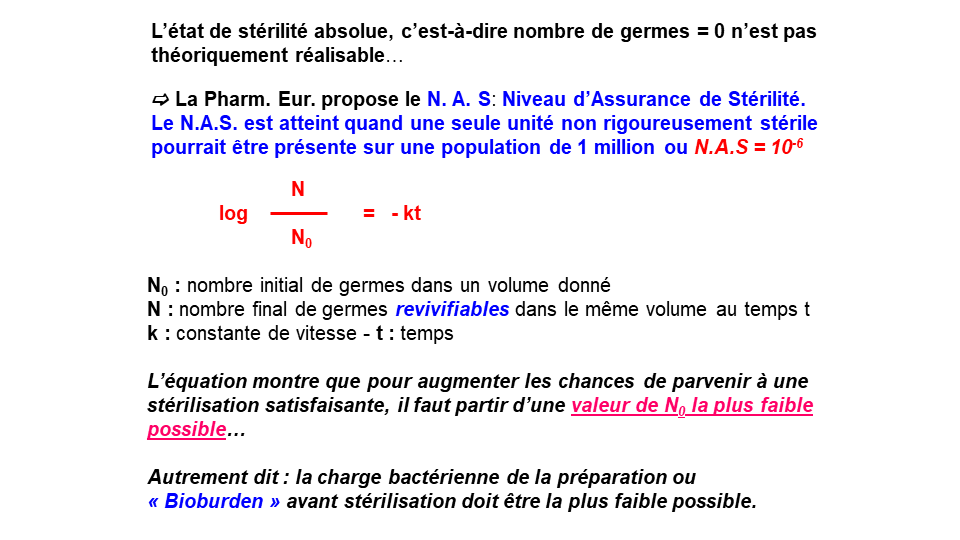 L’état de stérilité absolue, c’est-à-dire nombre de germes = 0 n’est pas
théoriquement réalisable…
⇨ La Pharm. Eur. propose le N. A. S: Niveau d’Assurance de Stérilité.
Le N.A.S. est atteint quand une seule unité non rigoureusement stérile
pourrait être présente sur une population de 1 million ou N.A.S = 10⁻⁶
N
log = - kt
N₀
N₀ : nombre initial de germes dans un volume donné
N : nombre final de germes revivifiables dans le même volume au temps t
k : constante de vitesse - t : temps
L’équation montre que pour augmenter les chances de parvenir à une
stérilisation satisfaisante, il faut partir d’une valeur de N₀ la plus faible
possible…
Autrement dit : la charge bactérienne de la préparation ou
« Bioburden » avant stérilisation doit être la plus faible possible.